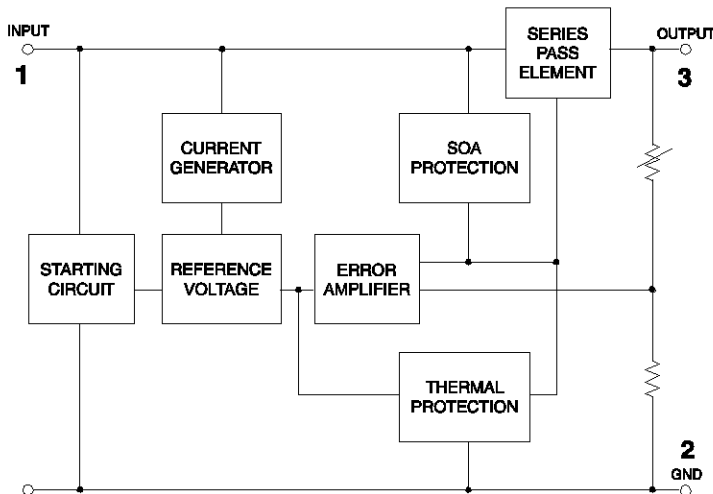 INPUT
1
SERIES
PASS
ELEMENT
OUTPUT
3
CURRENT
GENERATOR
SOA
PROTECTION
STARTING
CIRCUIT
REFERENCE
VOLTAGE
ERROR
AMPLIFIER
THERMAL
PROTECTION
2
GND